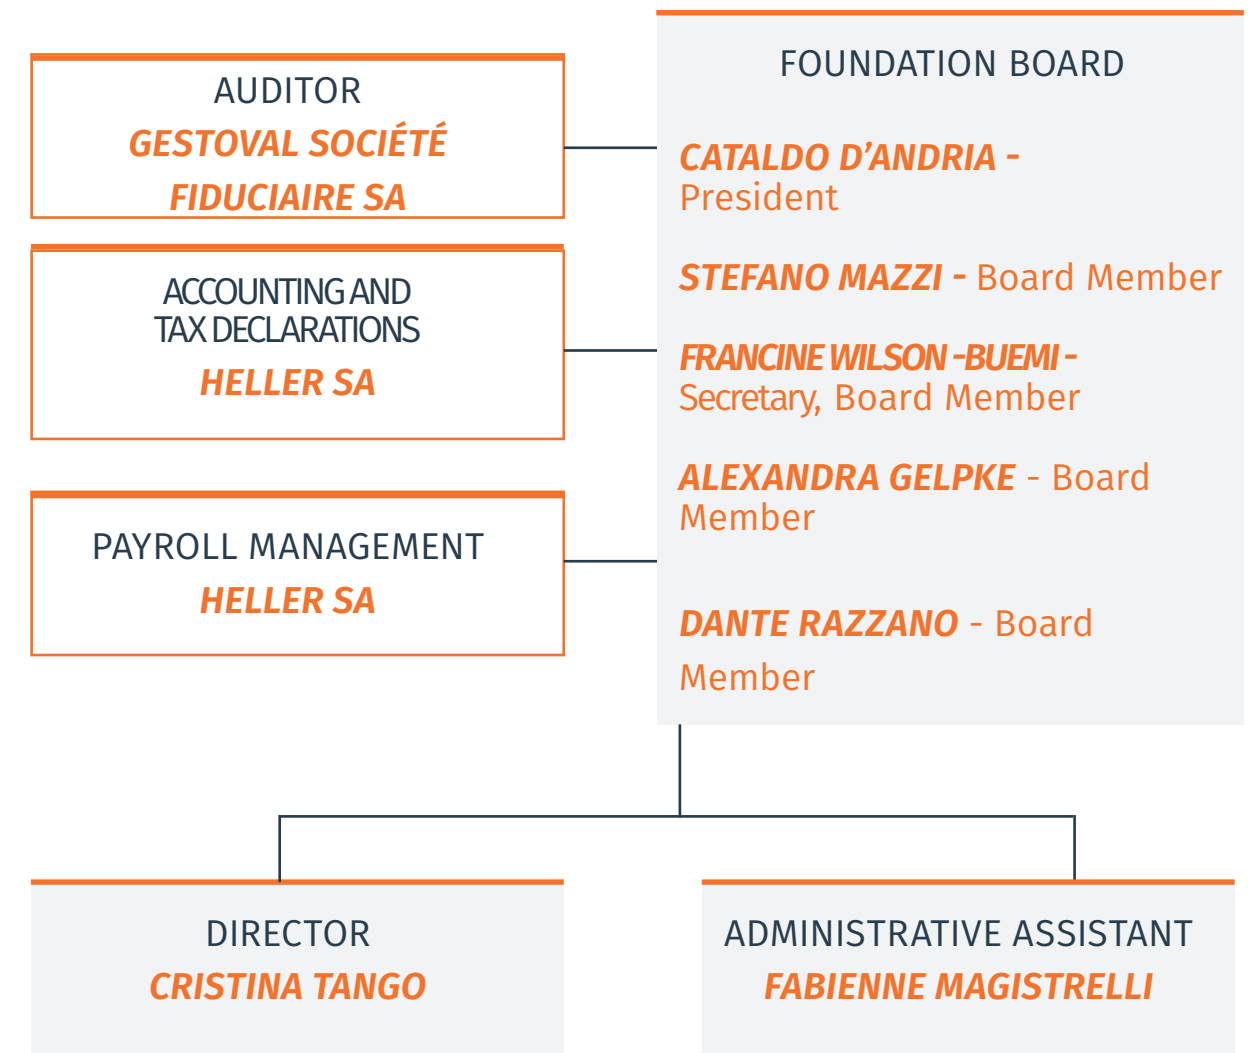 AUDITOR
GESTOVAL SOCIÉTÉ
FIDUCIAIRE SA
ACCOUNTING AND
TAX DECLARATIONS
HELLER SA
PAYROLL MANAGEMENT
HELLER SA
FOUNDATION BOARD
CATALDO D’ANDRIA -
President
STEFANO MAZZI - Board Member
FRANCINE WILSON -BUEMI -
Secretary, Board Member
ALEXANDRA GELPKE - Board
Member
DANTE RAZZANO - Board
Member
DIRECTOR
CRISTINA TANGO
ADMINISTRATIVE ASSISTANT
FABIENNE MAGISTRELLI